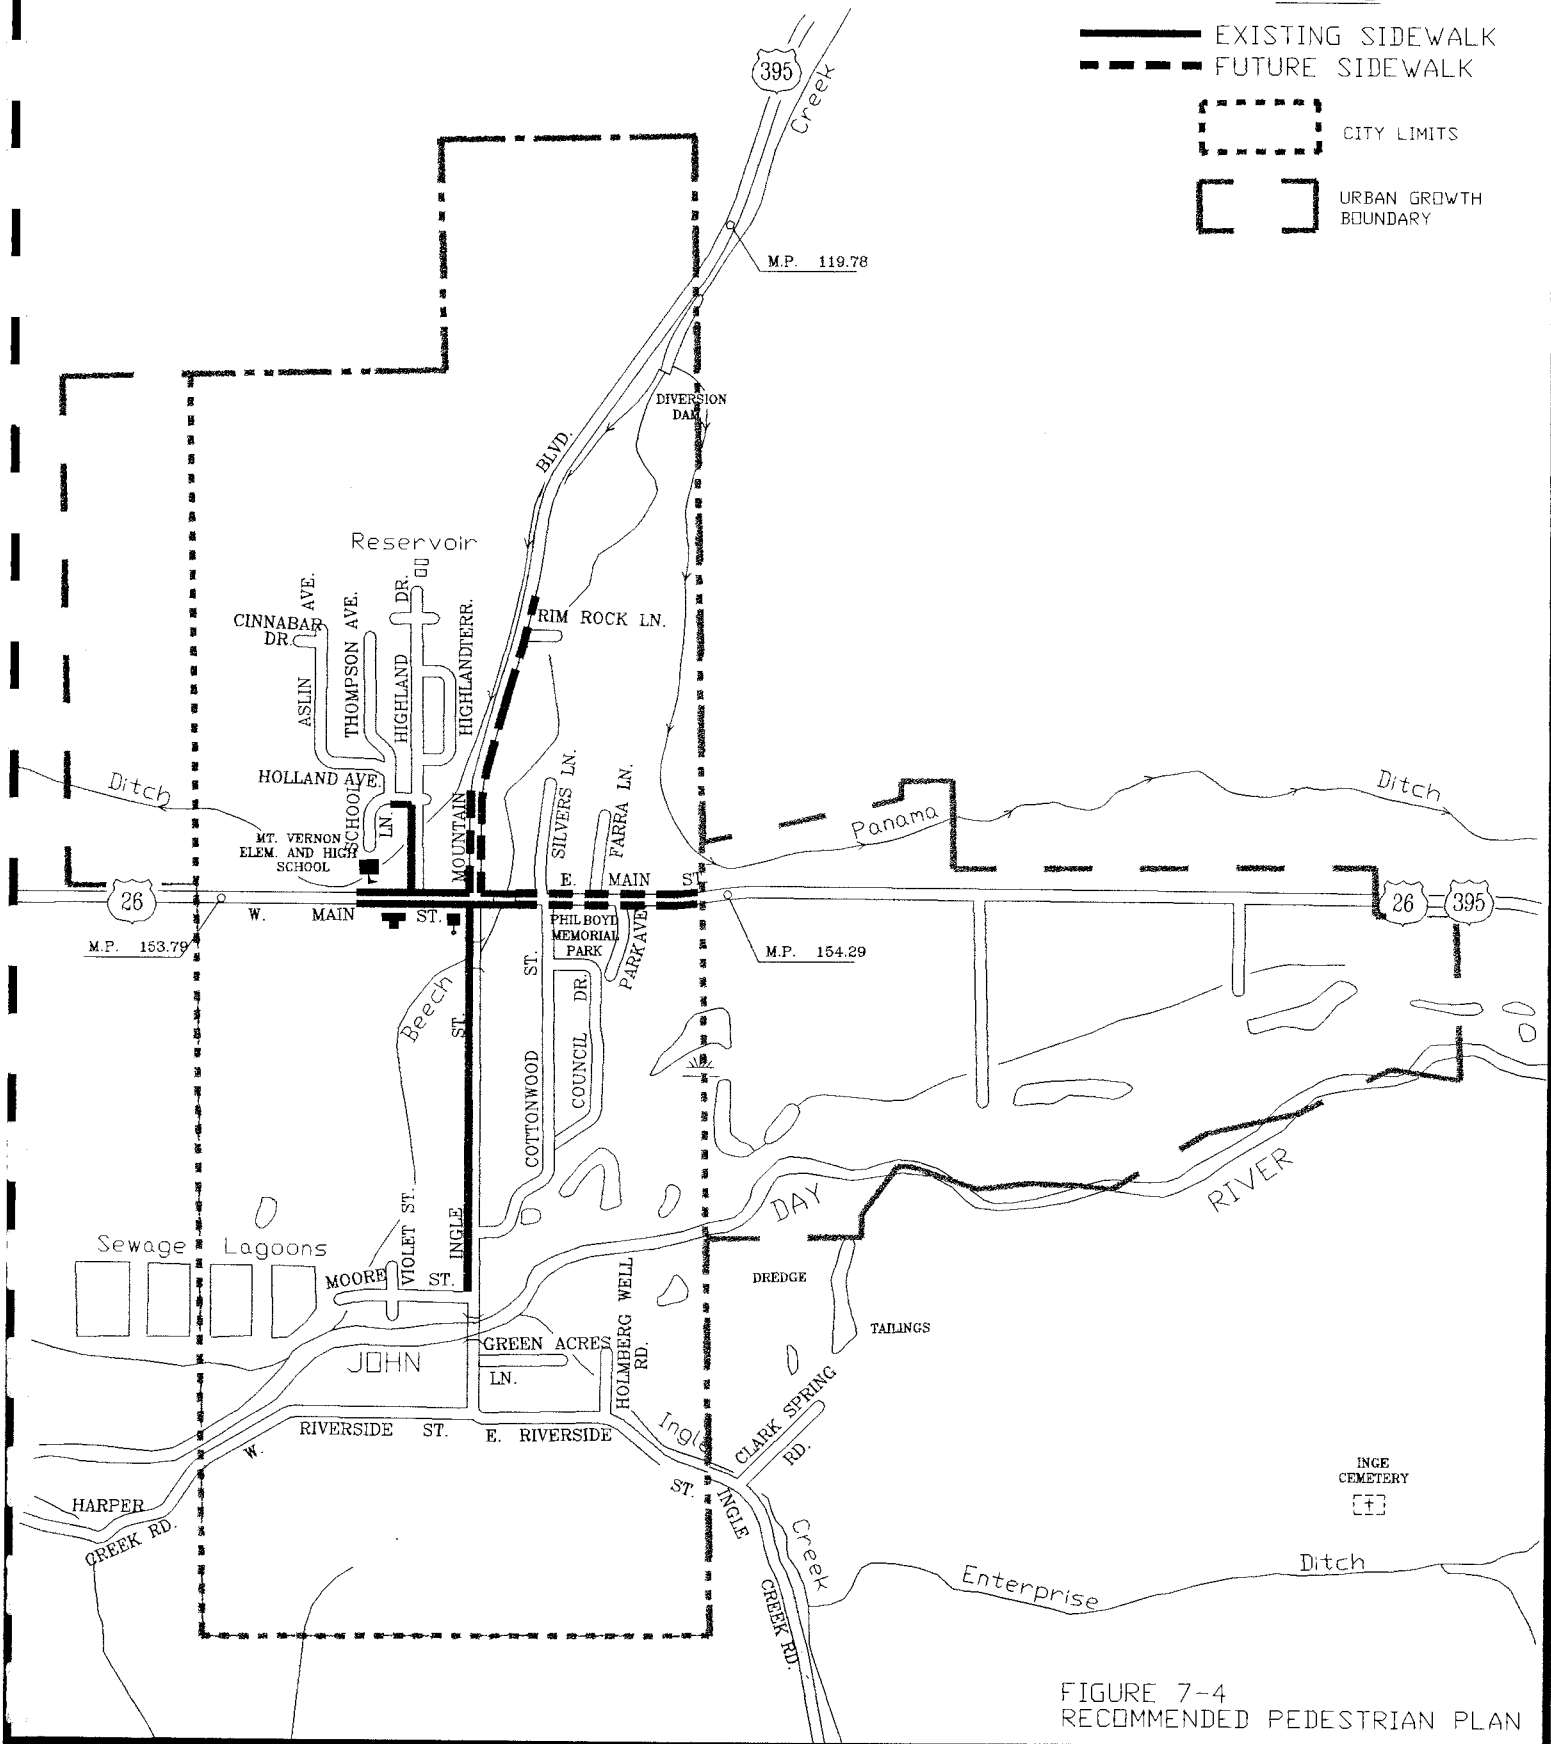 EXISTING SIDEWALK
FUTURE SIDEWALK
CITY LIMITS
URBAN GROWTH
BOUNDARY
395
Creek
M.P. 119.78
DIVERSION
DAM
BLVD.
Reservoir
CINNABAR
DR.
ASLIN AVE.
THOMPSON AVE.
HIGHLAND DR.
HIGHLAND TERR.
RIM ROCK LN.
HOLLAND AVE.
Ditch
SCHOOL
LN.
MOUNTAIN
SILVERS LN.
FARRA LN.
MT. VERNON
ELEM. AND HIGH
SCHOOL
Panama
Ditch
26
W. MAIN ST.
E. MAIN ST.
26
395
M.P. 153.79
M.P. 154.29
PHIL BOYD
MEMORIAL
PARK
PARK AVE
Beech
INGLE ST.
COTTONWOOD ST.
COUNCIL DR.
VIOLET ST.
Sewage Lagoons
MOORE ST.
JOHN
DAY
RIVER
DREDGE
TAILINGS
GREEN ACRES
LN.
HOLMBERG WELL
RD.
W. RIVERSIDE ST.
E. RIVERSIDE
ST.
Ingle
Creek
CLARK SPRING
RD.
INGLE
CREEK RD.
HARPER
CREEK RD.
INGE
CEMETERY
Enterprise
Ditch
FIGURE 7-4
RECOMMENDED PEDESTRIAN PLAN